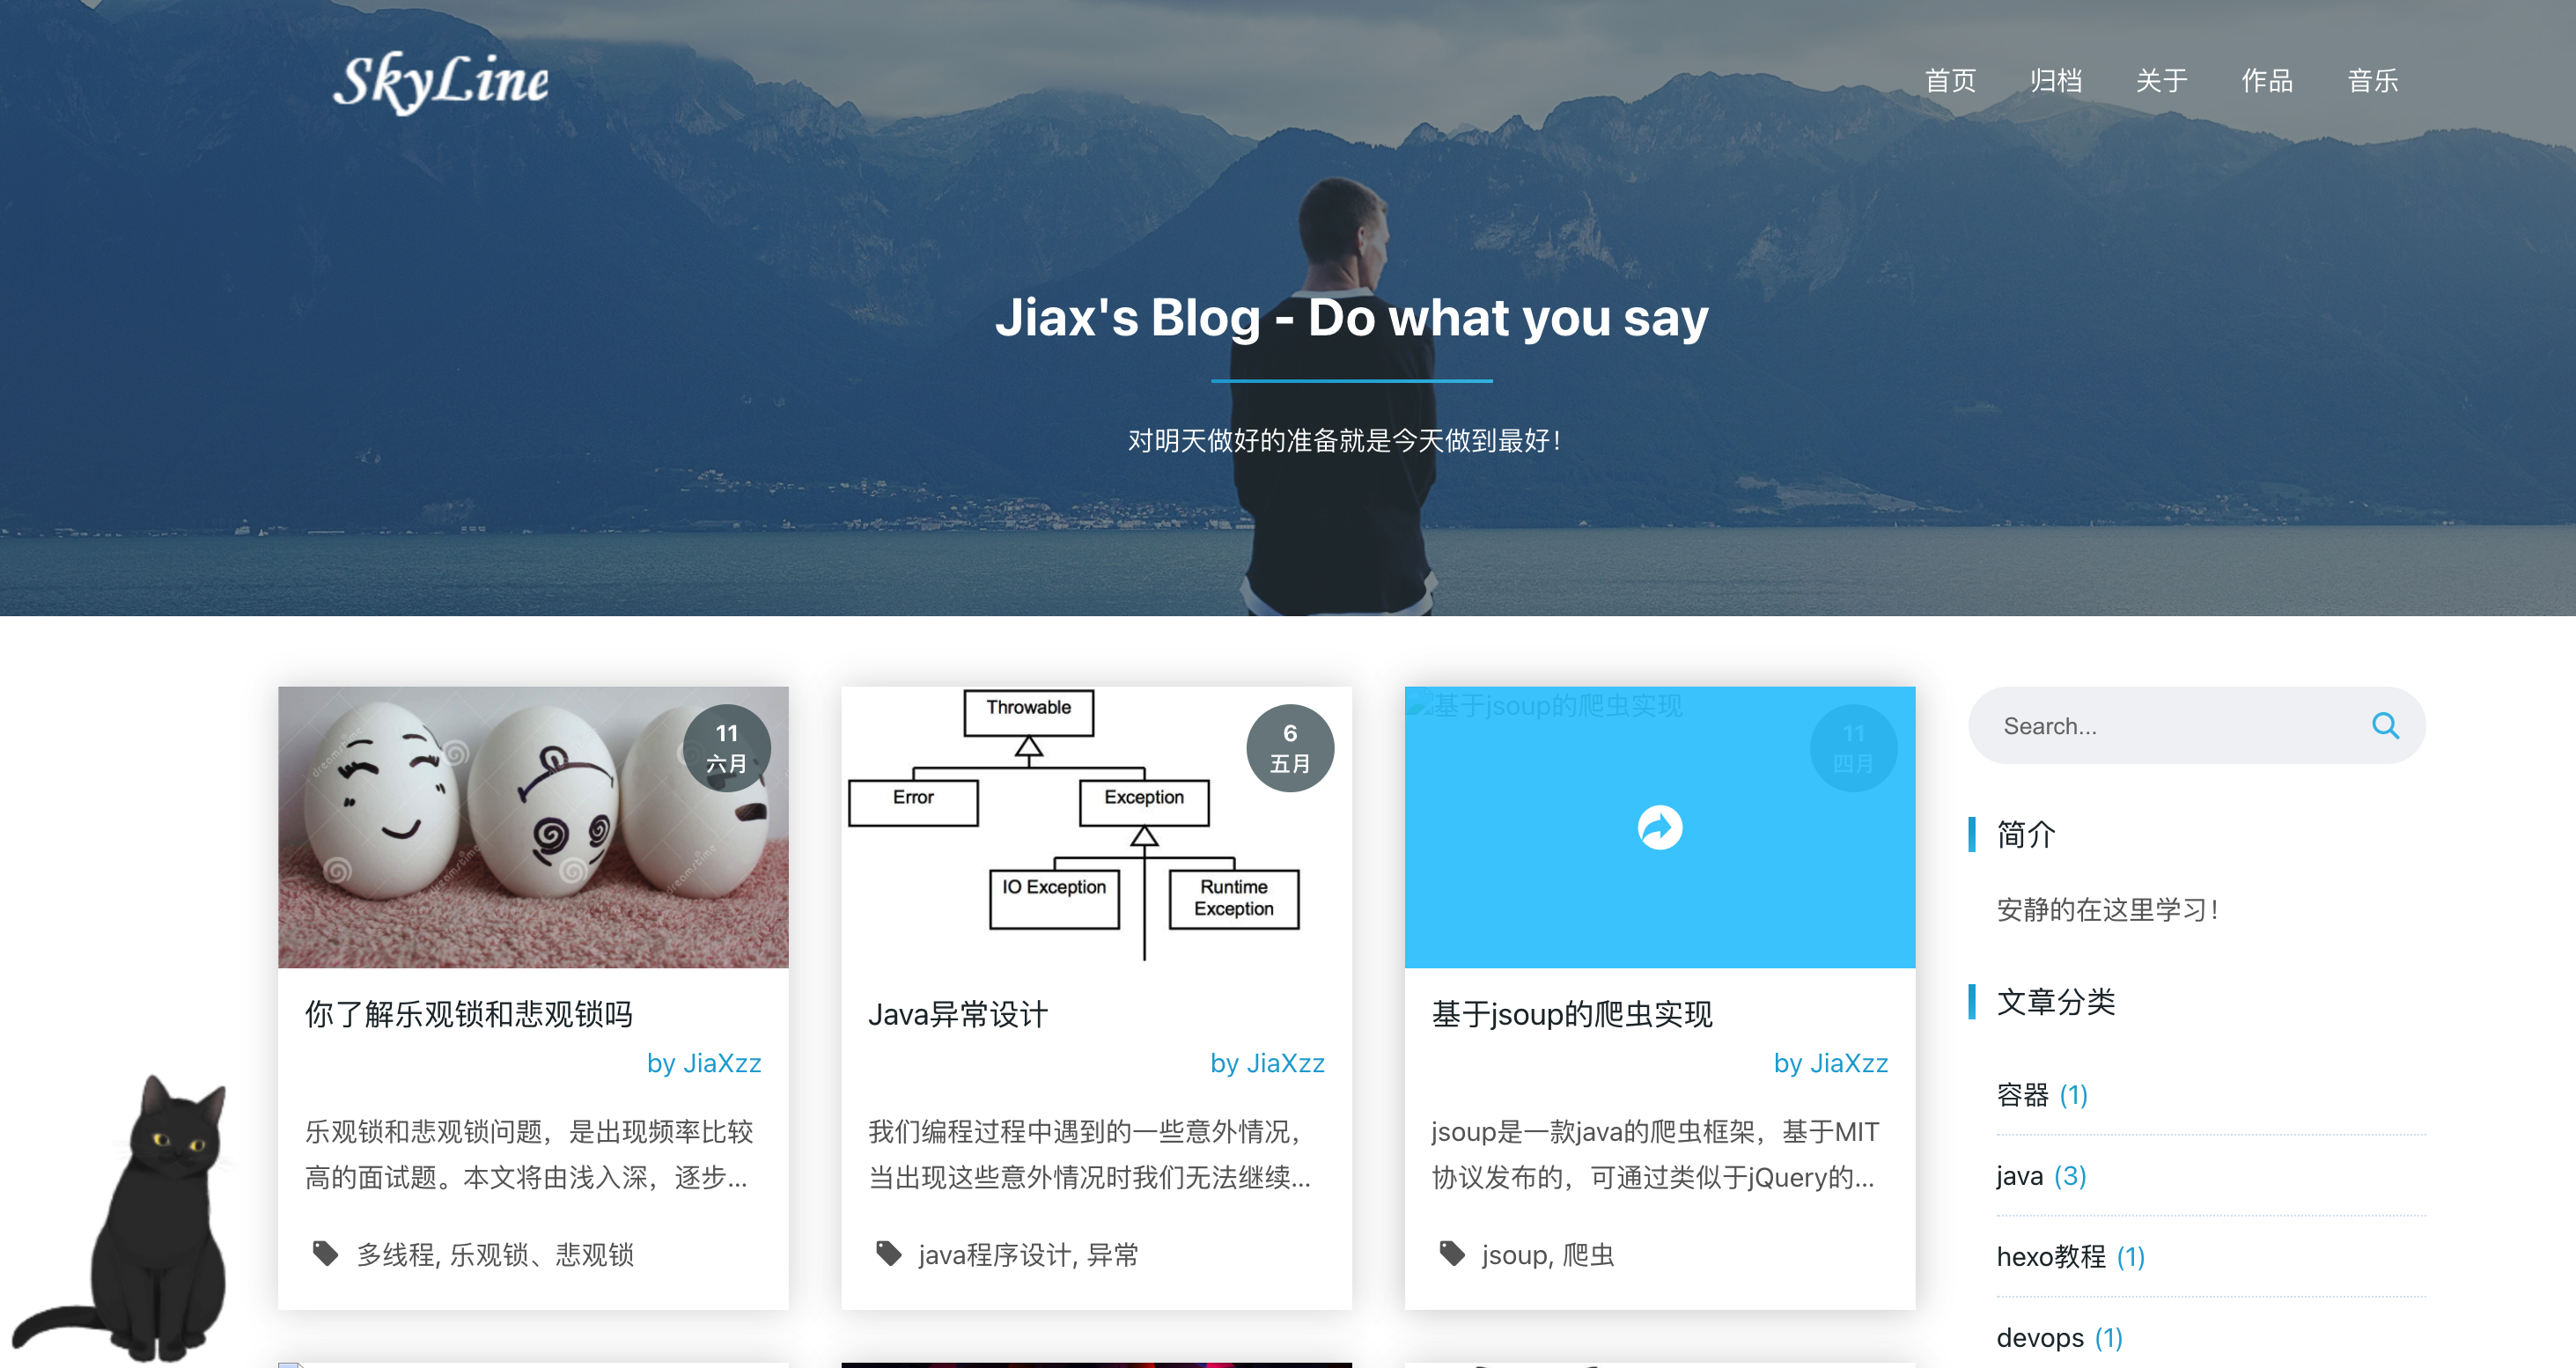 SkyLine
首页 归档 关于 作品 音乐
Jiax's Blog - Do what you say
对明天做好的准备就是今天做到最好！
dreamstime
dreamstime
dreamstime
11
六月
你了解乐观锁和悲观锁吗
by JiaXzz
乐观锁和悲观锁问题，是出现频率比较
高的面试题。本文将由浅入深，逐步...
多线程, 乐观锁、悲观锁
Throwable
Error
Exception
IO Exception
Runtime
Exception
6
五月
Java异常设计
by JiaXzz
我们编程过程中遇到的一些意外情况，
当出现这些意外情况时我们无法继续...
java程序设计, 异常
基于jsoup的爬虫实现
11
四月
基于jsoup的爬虫实现
by JiaXzz
jsoup是一款java的爬虫框架，基于MIT
协议发布的，可通过类似于jQuery的...
jsoup, 爬虫
Search...
简介
安静的在这里学习！
文章分类
容器 (1)
java (3)
hexo教程 (1)
devops (1)